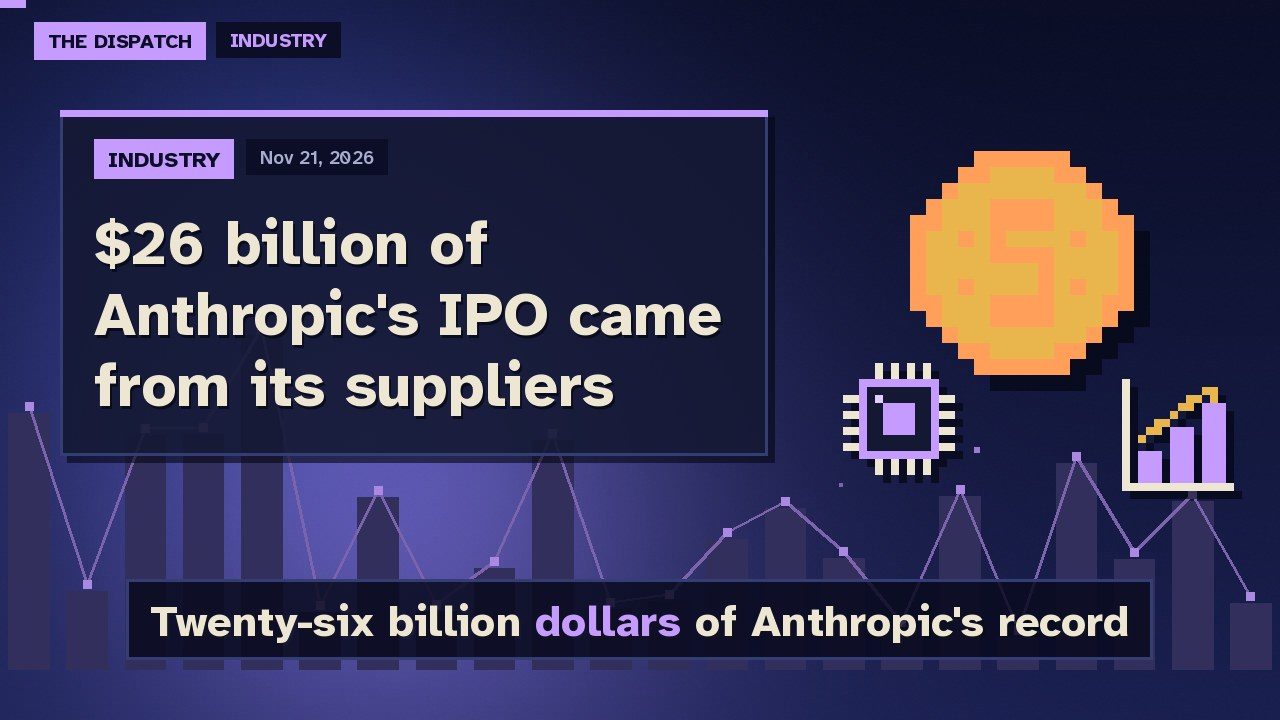 THE DISPATCH
INDUSTRY
INDUSTRY
Nov 21, 2026
$26 billion of
Anthropic's IPO came
from its suppliers
Twenty-six billion dollars of Anthropic's record